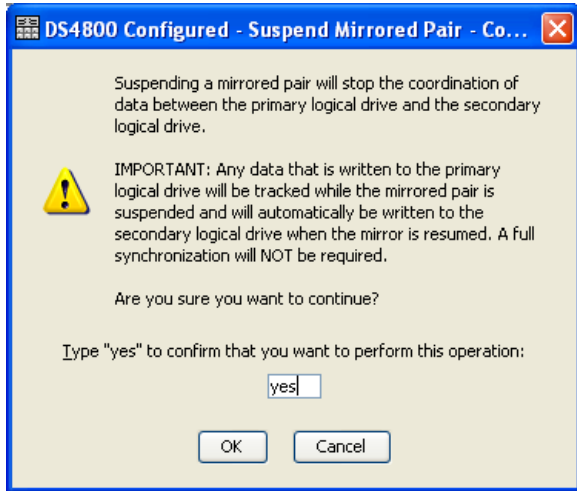 DS4800 Configured - Suspend Mirrored Pair - Co...
Suspending a mirrored pair will stop the coordination of
data between the primary logical drive and the secondary
logical drive.
IMPORTANT: Any data that is written to the primary
logical drive will be tracked while the mirrored pair is
suspended and will automatically be written to the
secondary logical drive when the mirror is resumed. A full
synchronization will NOT be required.
Are you sure you want to continue?
Type "yes" to confirm that you want to perform this operation:
yes
OK Cancel